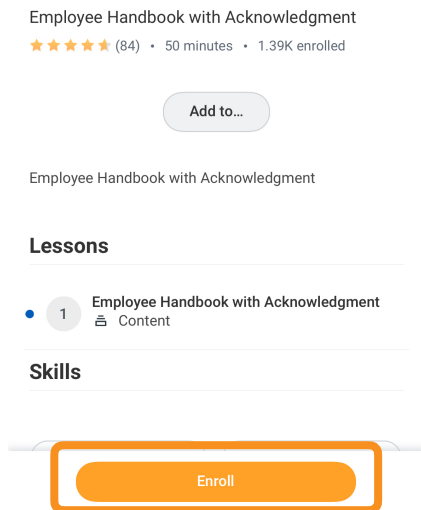 Employee Handbook with Acknowledgment
(84) • 50 minutes • 1.39K enrolled
Add to...
Employee Handbook with Acknowledgment
Lessons
1 Employee Handbook with Acknowledgment
Content
Skills
Enroll